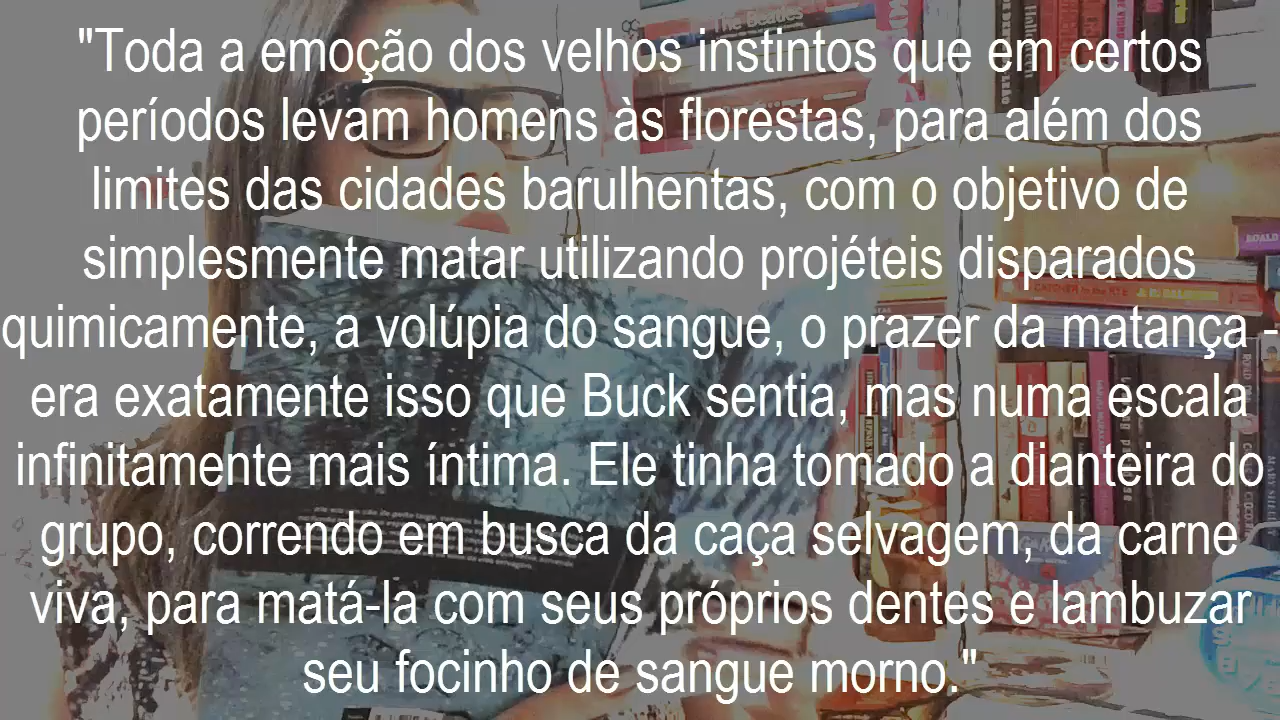 "Toda a emoção dos velhos instintos que em certos
períodos levam homens às florestas, para além dos
limites das cidades barulhentas, com o objetivo de
simplesmente matar utilizando projéteis disparados
quimicamente, a volúpia do sangue, o prazer da matança -
era exatamente isso que Buck sentia, mas numa escala
infinitamente mais íntima. Ele tinha tomado a dianteira do
grupo, correndo em busca da caça selvagem, da carne
viva, para matá-la com seus próprios dentes e lambuzar
seu focinho de sangue morno."
The Beatles
ROALD